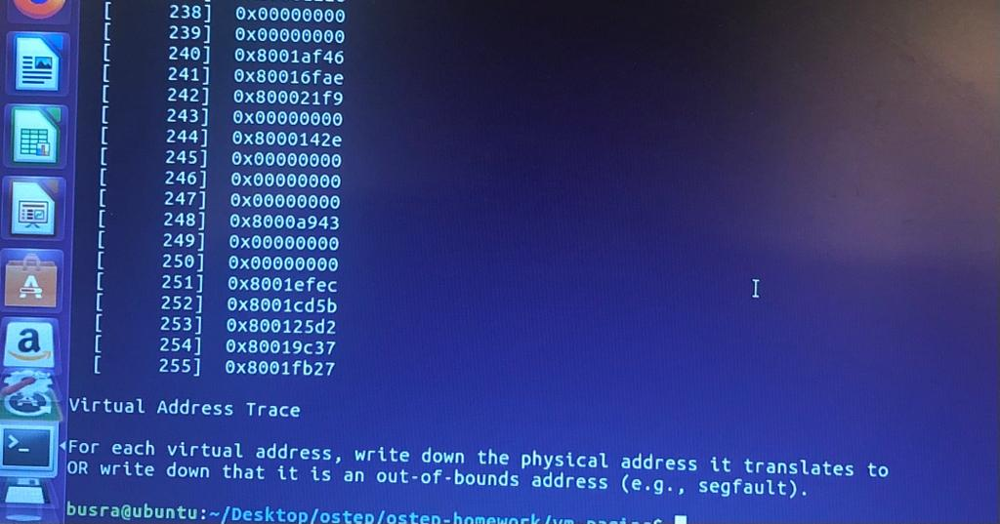 [ 238] 0x00000000
[ 239] 0x00000000
[ 240] 0x8001af46
[ 241] 0x80016fae
[ 242] 0x800021f9
[ 243] 0x00000000
[ 244] 0x8000142e
[ 245] 0x00000000
[ 246] 0x00000000
[ 247] 0x00000000
[ 248] 0x8000a943
[ 249] 0x00000000
[ 250] 0x00000000
[ 251] 0x8001efec
[ 252] 0x8001cd5b
[ 253] 0x800125d2
[ 254] 0x80019c37
[ 255] 0x8001fb27
Virtual Address Trace
For each virtual address, write down the physical address it translates to
OR write down that it is an out-of-bounds address (e.g., segfault).
busra@ubuntu:~/Desktop/ostep/ostep-homework/vm-paging$